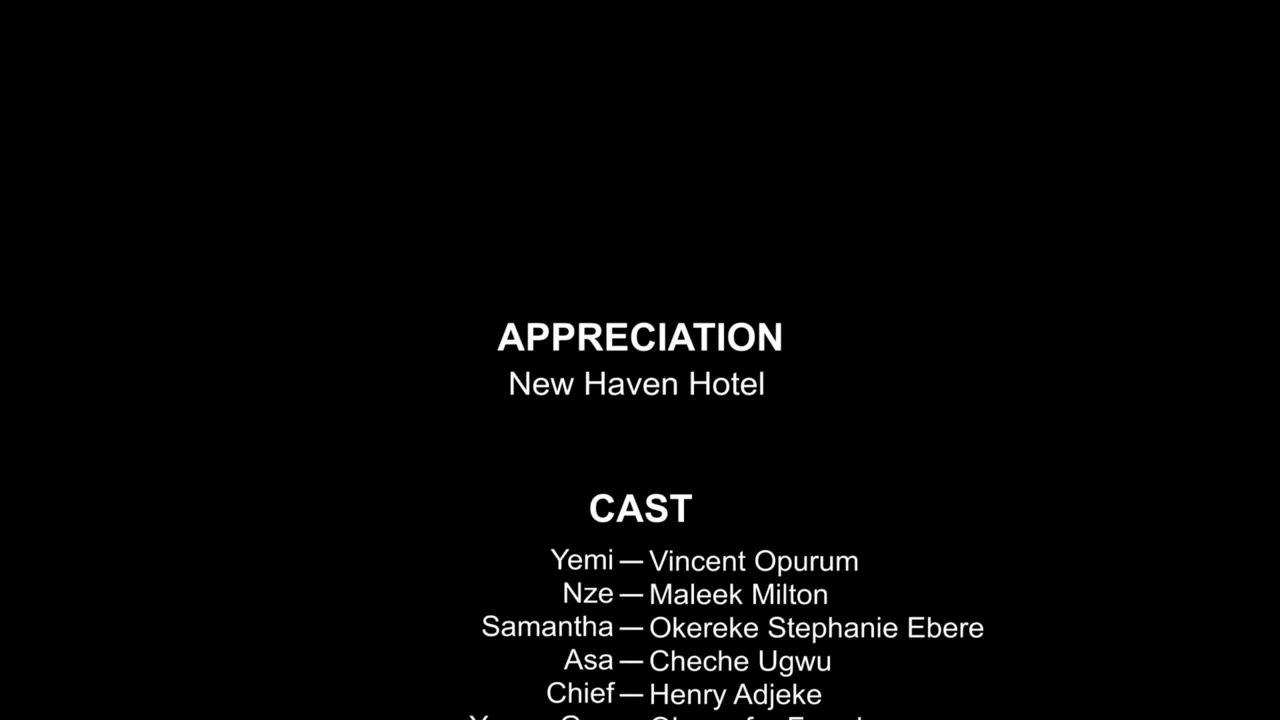 APPRECIATION
New Haven Hotel
CAST
Yemi — Vincent Opurum
Nze — Maleek Milton
Samantha — Okereke Stephanie Ebere
Asa — Cheche Ugwu
Chief — Henry Adjeke